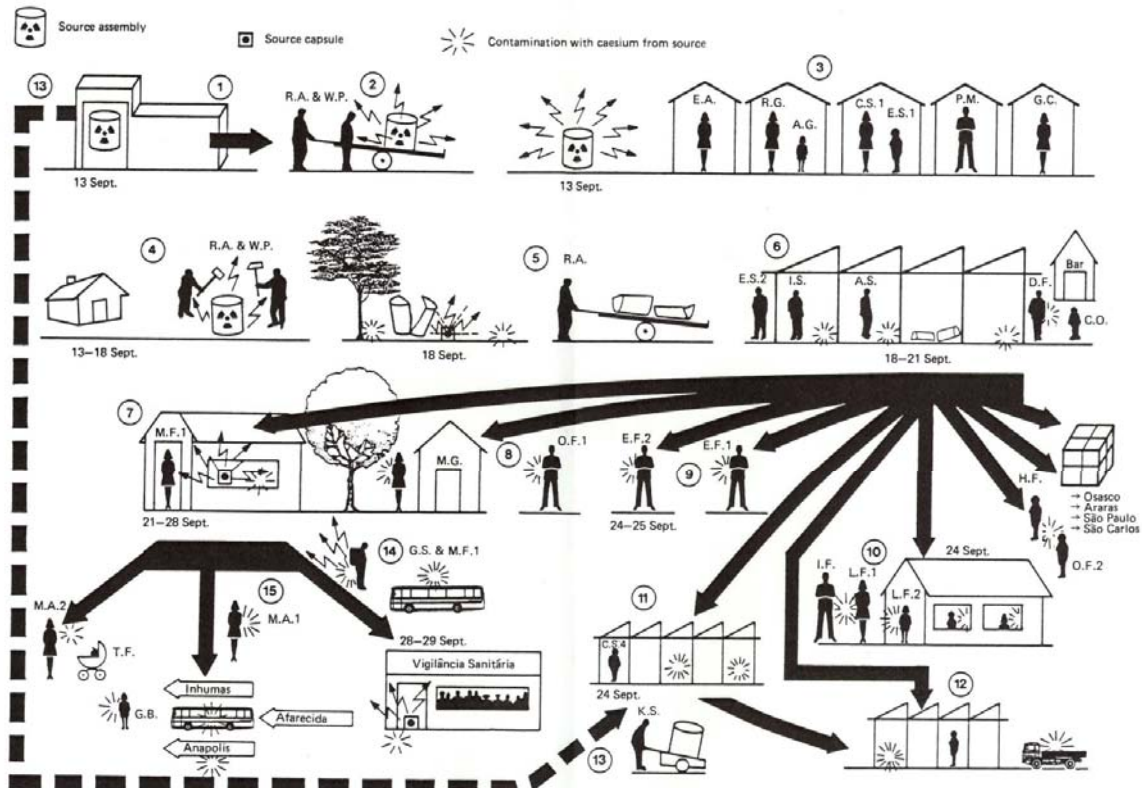 Source assembly
Source capsule
Contamination with caesium from source
13
1
13 Sept.
2
R.A. & W.P.
13 Sept.
3
E.A.
R.G.
A.G.
C.S.1
E.S.1
P.M.
G.C.
4
R.A. & W.P.
13–18 Sept.
18 Sept.
5
R.A.
6
E.S.2
I.S.
A.S.
D.F.
Bar
C.O.
18–21 Sept.
7
M.F.1
M.G.
21–28 Sept.
8
O.F.1
E.F.2
9
E.F.1
24–25 Sept.
H.F.
→ Osasco
→ Araras
→ São Paulo
→ São Carlos
O.F.2
10
24 Sept.
I.F.
L.F.1
L.F.2
14
G.S. & M.F.1
M.A.2
T.F.
15
M.A.1
G.B.
Inhumas
Afarecida
Anapolis
28–29 Sept.
Vigilância Sanitária
11
C.S.4
24 Sept.
K.S.
13
12